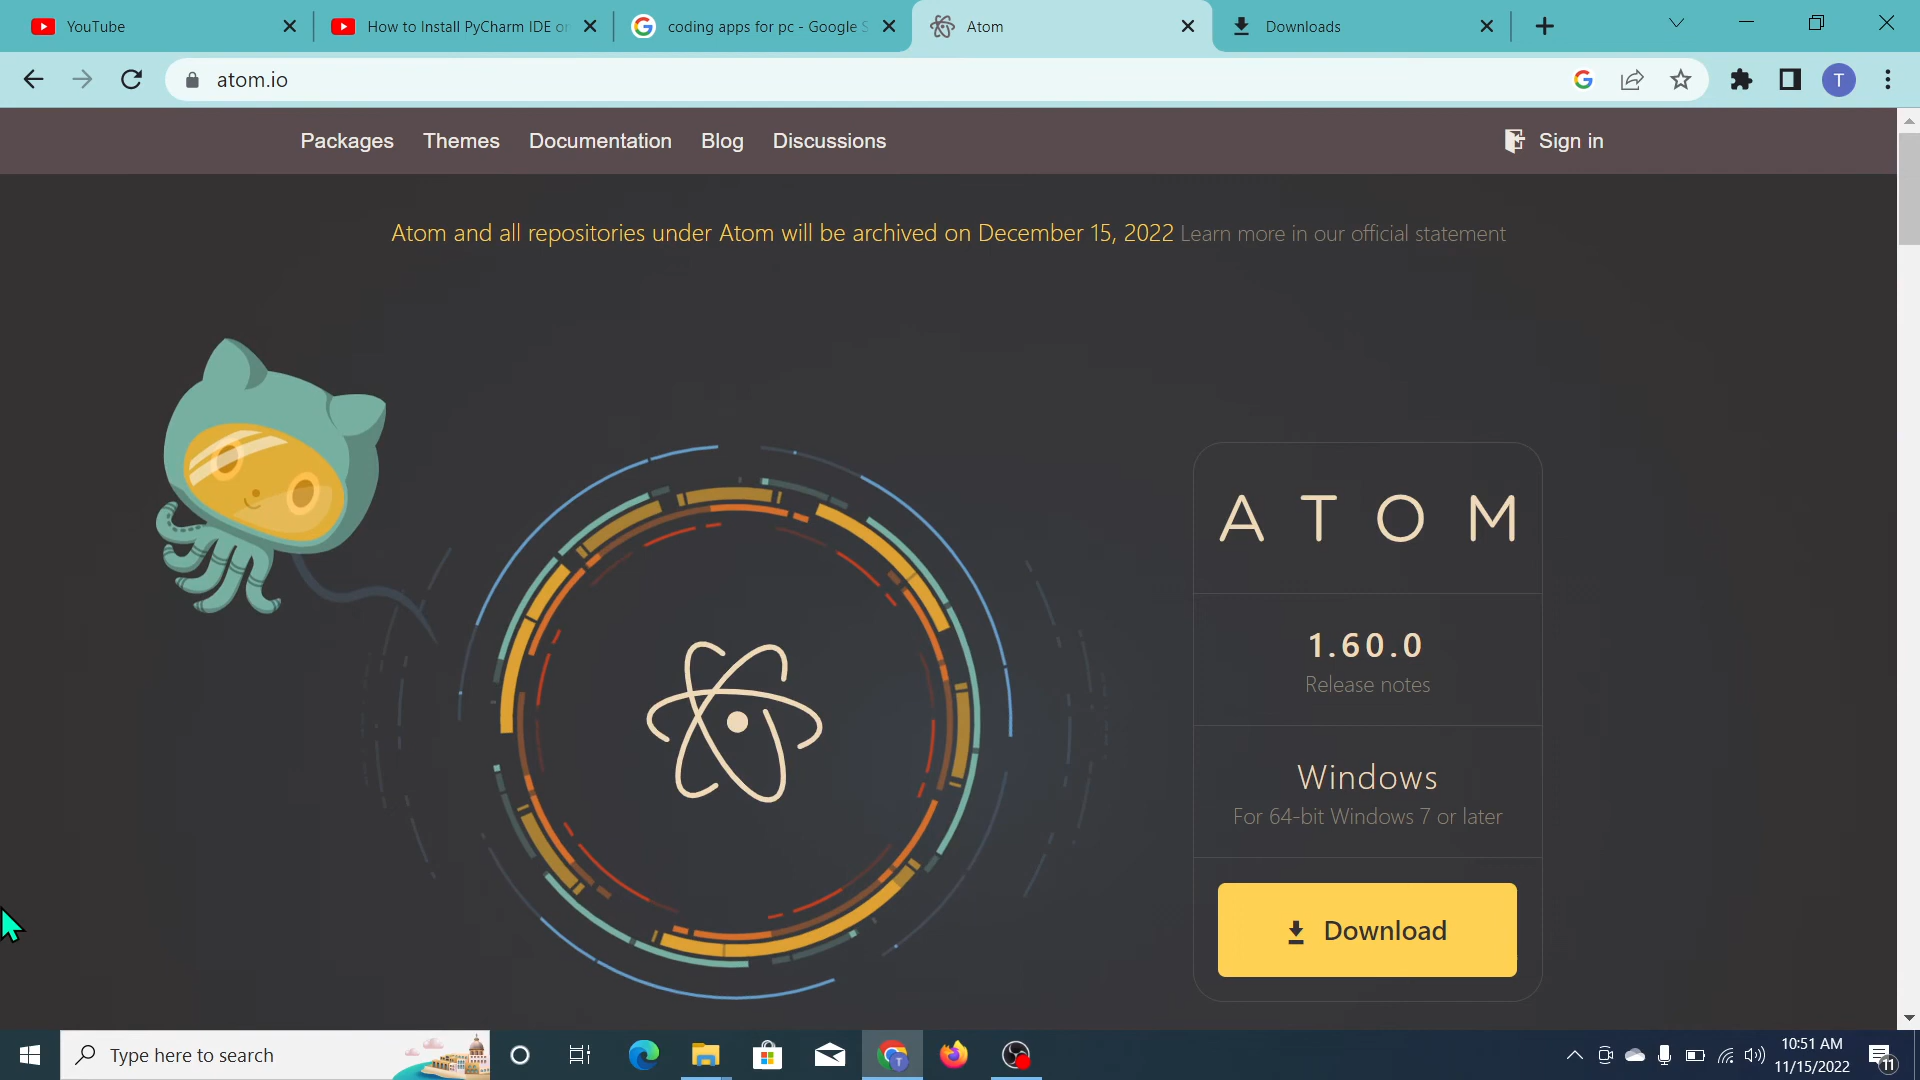 YouTube
How to Install PyCharm IDE or
coding apps for pc - Google S
Atom
Downloads
atom.io
T
Packages
Themes
Documentation
Blog
Discussions
Sign in
Atom and all repositories under Atom will be archived on December 15, 2022 Learn more in our official statement
ATOM
1.60.0
Release notes
Windows
For 64-bit Windows 7 or later
Download
Type here to search
T
10:51 AM
11/15/2022
11